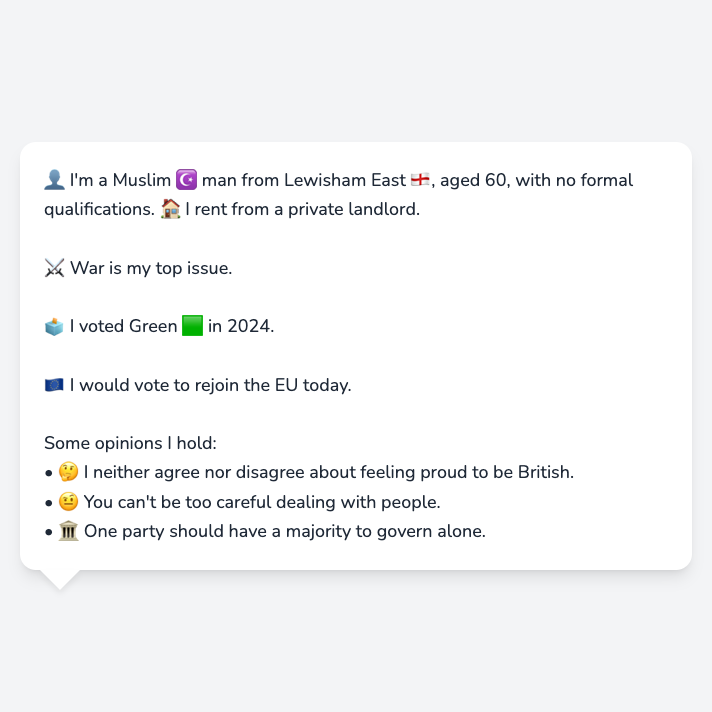 👤 I'm a Muslim ☪️ man from Lewisham East 🏴󠁧󠁢󠁥󠁮󠁧󠁿, aged 60, with no formal
qualifications. 🏠 I rent from a private landlord.
⚔️ War is my top issue.
🗳️ I voted Green 🟩 in 2024.
🇪🇺 I would vote to rejoin the EU today.
Some opinions I hold:
• 🤔 I neither agree nor disagree about feeling proud to be British.
• 🤨 You can't be too careful dealing with people.
• 🏛️ One party should have a majority to govern alone.